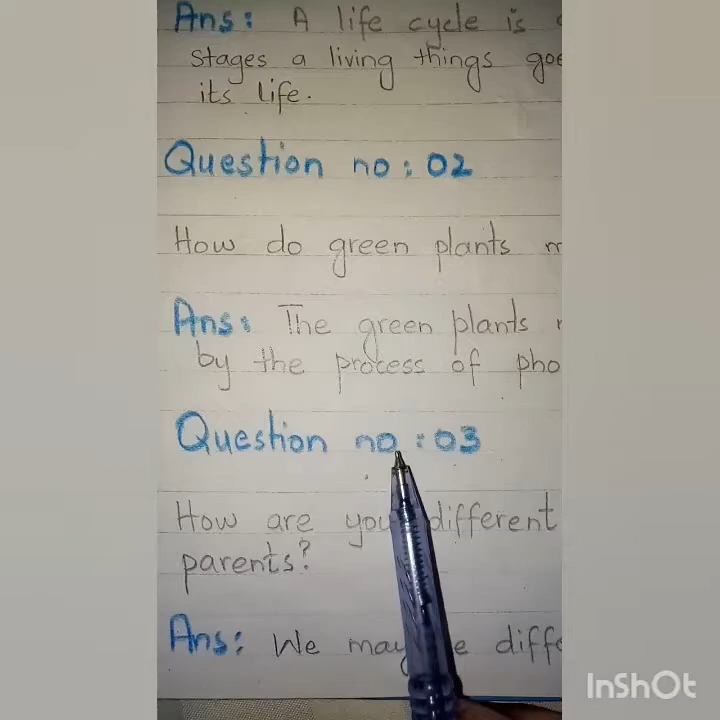 Ans: A life cycle is
stages a living things
its life.
Question no: 02
How do green plants
Ans: The green plants
by the process of
Question no: 03
How are you different
parents?
Ans: We may be
InShOt